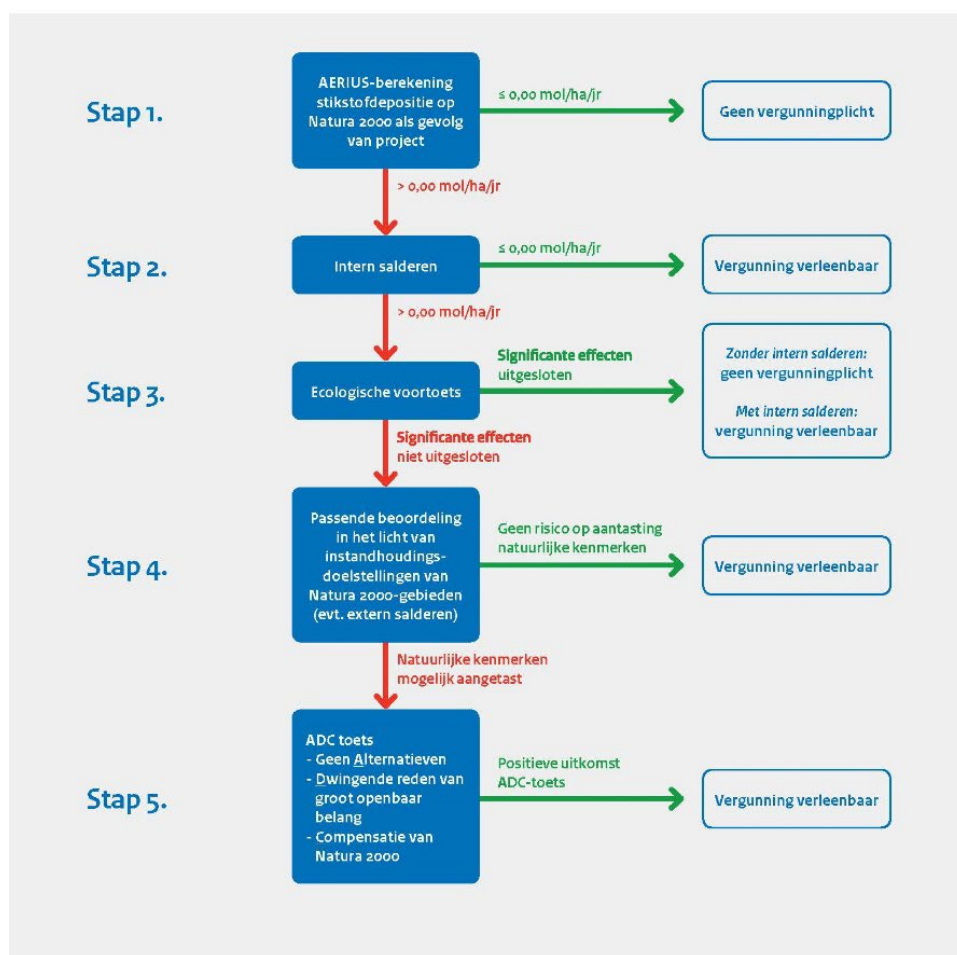 Stap 1.
AERIUS-berekening
stikstofdepositie op
Natura 2000 als gevolg
van project
≤ 0,00 mol/ha/jr
Geen vergunningplicht
> 0,00 mol/ha/jr
Stap 2.
Intern salderen
≤ 0,00 mol/ha/jr
Vergunning verleenbaar
> 0,00 mol/ha/jr
Stap 3.
Ecologische voortoets
Significante effecten
uitgesloten
Zonder intern salderen:
geen vergunningplicht
Met intern salderen:
vergunning verleenbaar
Significante effecten
niet uitgesloten
Stap 4.
Passende beoordeling
in het licht van
instandhoudings-
doelstellingen van
Natura 2000-gebieden
(evt. extern salderen)
Geen risico op aantasting
natuurlijke kenmerken
Vergunning verleenbaar
Natuurlijke kenmerken
mogelijk aangetast
Stap 5.
ADC toets
- Geen Alternatieven
- Dwingende reden van
groot openbaar
belang
- Compensatie van
Natura 2000
Positieve uitkomst
ADC-toets
Vergunning verleenbaar